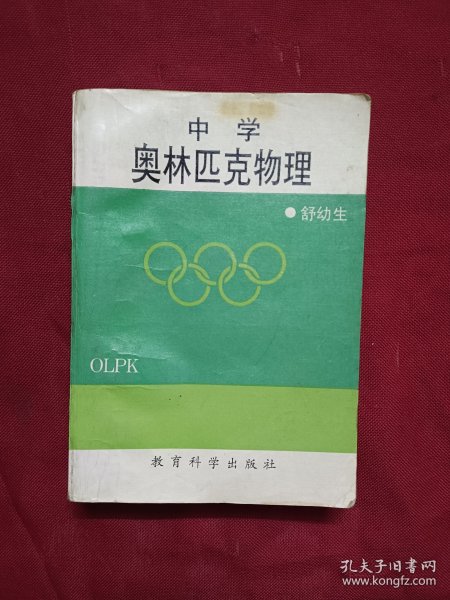 中学
奥林匹克物理
●舒幼生
OLPK
教育科学出版社
孔夫子旧书网
www.kongfz.com